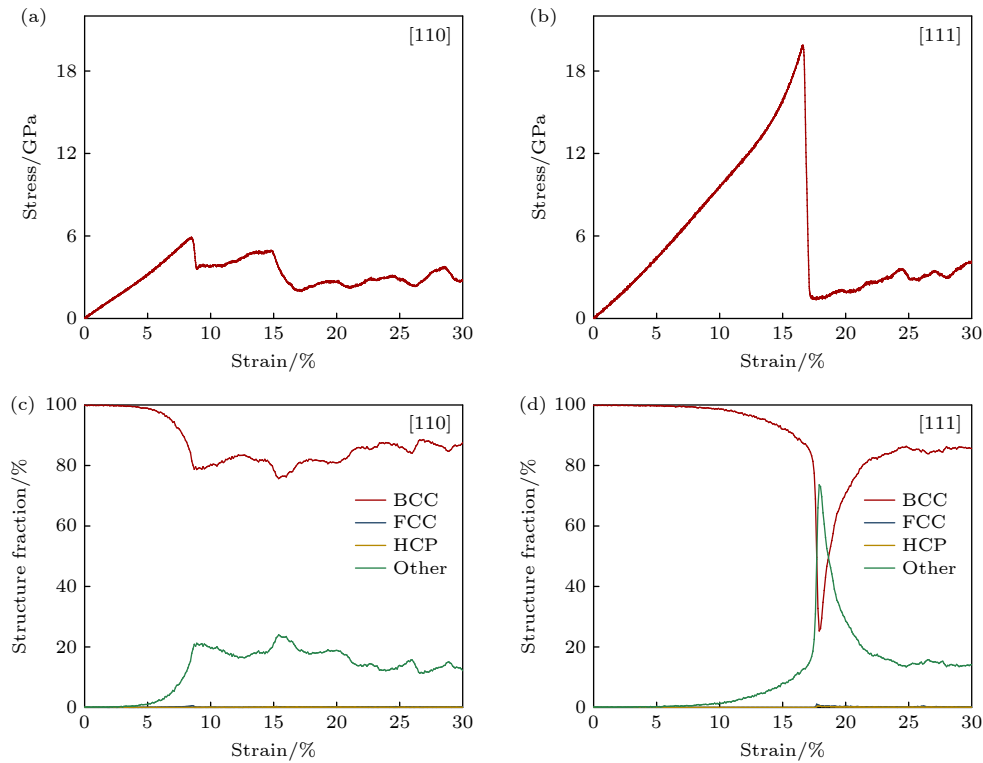 (a)
[110]
Stress/GPa
18
12
6
0
0 5 10 15 20 25 30
Strain/%
(b)
[111]
Stress/GPa
18
12
6
0
0 5 10 15 20 25 30
Strain/%
(c)
[110]
Structure fraction/%
100
80
60
40
20
0
BCC
FCC
HCP
Other
0 5 10 15 20 25 30
Strain/%
(d)
[111]
Structure fraction/%
100
80
60
40
20
0
BCC
FCC
HCP
Other
0 5 10 15 20 25 30
Strain/%